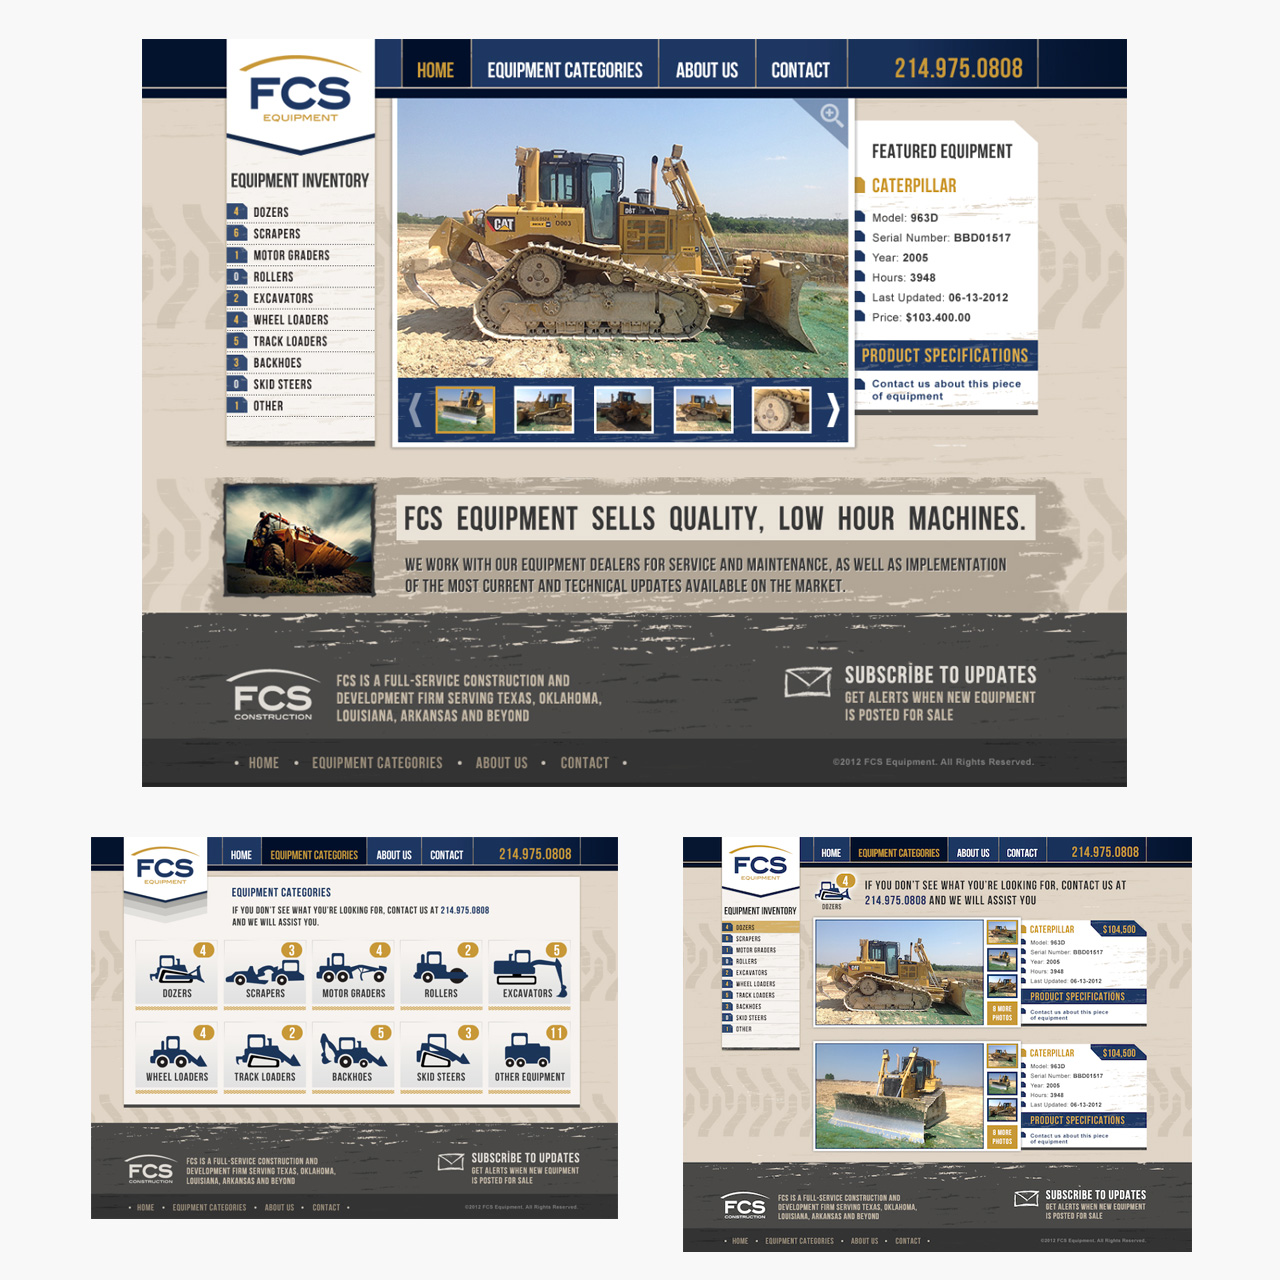 FCS
EQUIPMENT
HOME
EQUIPMENT CATEGORIES
ABOUT US
CONTACT
214.975.0808
EQUIPMENT INVENTORY
4 DOZERS
6 SCRAPERS
1 MOTOR GRADERS
0 ROLLERS
2 EXCAVATORS
4 WHEEL LOADERS
5 TRACK LOADERS
3 BACKHOES
0 SKID STEERS
1 OTHER
CAT
D6T
FEATURED EQUIPMENT
CATERPILLAR
Model: 963D
Serial Number: BBD01517
Year: 2005
Hours: 3948
Last Updated: 06-13-2012
Price: $103.400.00
PRODUCT SPECIFICATIONS
Contact us about this piece
of equipment
FCS EQUIPMENT SELLS QUALITY, LOW HOUR MACHINES.
WE WORK WITH OUR EQUIPMENT DEALERS FOR SERVICE AND MAINTENANCE, AS WELL AS IMPLEMENTATION
OF THE MOST CURRENT AND TECHNICAL UPDATES AVAILABLE ON THE MARKET.
FCS
CONSTRUCTION
FCS IS A FULL-SERVICE CONSTRUCTION AND
DEVELOPMENT FIRM SERVING TEXAS, OKLAHOMA,
LOUISIANA, ARKANSAS AND BEYOND
SUBSCRIBE TO UPDATES
GET ALERTS WHEN NEW EQUIPMENT
IS POSTED FOR SALE
• HOME • EQUIPMENT CATEGORIES • ABOUT US • CONTACT •
©2012 FCS Equipment. All Rights Reserved.
FCS
EQUIPMENT
HOME
EQUIPMENT CATEGORIES
ABOUT US
CONTACT
214.975.0808
EQUIPMENT CATEGORIES
IF YOU DON'T SEE WHAT YOU'RE LOOKING FOR, CONTACT US AT 214.975.0808
AND WE WILL ASSIST YOU.
4
DOZERS
3
SCRAPERS
4
MOTOR GRADERS
2
ROLLERS
5
EXCAVATORS
4
WHEEL LOADERS
2
TRACK LOADERS
5
BACKHOES
3
SKID STEERS
11
OTHER EQUIPMENT
FCS
CONSTRUCTION
FCS IS A FULL-SERVICE CONSTRUCTION AND
DEVELOPMENT FIRM SERVING TEXAS, OKLAHOMA,
LOUISIANA, ARKANSAS AND BEYOND
SUBSCRIBE TO UPDATES
GET ALERTS WHEN NEW EQUIPMENT
IS POSTED FOR SALE
• HOME • EQUIPMENT CATEGORIES • ABOUT US • CONTACT •
©2012 FCS Equipment. All Rights Reserved.
FCS
EQUIPMENT
HOME
EQUIPMENT CATEGORIES
ABOUT US
CONTACT
214.975.0808
EQUIPMENT INVENTORY
DOZERS
SCRAPERS
MOTOR GRADERS
ROLLERS
EXCAVATORS
WHEEL LOADERS
TRACK LOADERS
BACKHOES
SKID STEERS
OTHER
4
DOZERS
IF YOU DON'T SEE WHAT YOU'RE LOOKING FOR, CONTACT US AT
214.975.0808 AND WE WILL ASSIST YOU
CATERPILLAR
$104,500
Model: 963D
Serial Number: BBD01517
Year: 2005
Hours: 3948
Last Updated: 06-13-2012
PRODUCT SPECIFICATIONS
Contact us about this piece
of equipment
8 MORE
PHOTOS
CATERPILLAR
$104,500
Model: 963D
Serial Number: BBD01517
Year: 2005
Hours: 3948
Last Updated: 06-13-2012
PRODUCT SPECIFICATIONS
Contact us about this piece
of equipment
8 MORE
PHOTOS
FCS
CONSTRUCTION
FCS IS A FULL-SERVICE CONSTRUCTION AND
DEVELOPMENT FIRM SERVING TEXAS, OKLAHOMA,
LOUISIANA, ARKANSAS AND BEYOND
SUBSCRIBE TO UPDATES
GET ALERTS WHEN NEW EQUIPMENT
IS POSTED FOR SALE
• HOME • EQUIPMENT CATEGORIES • ABOUT US • CONTACT •
©2012 FCS Equipment. All Rights Reserved.